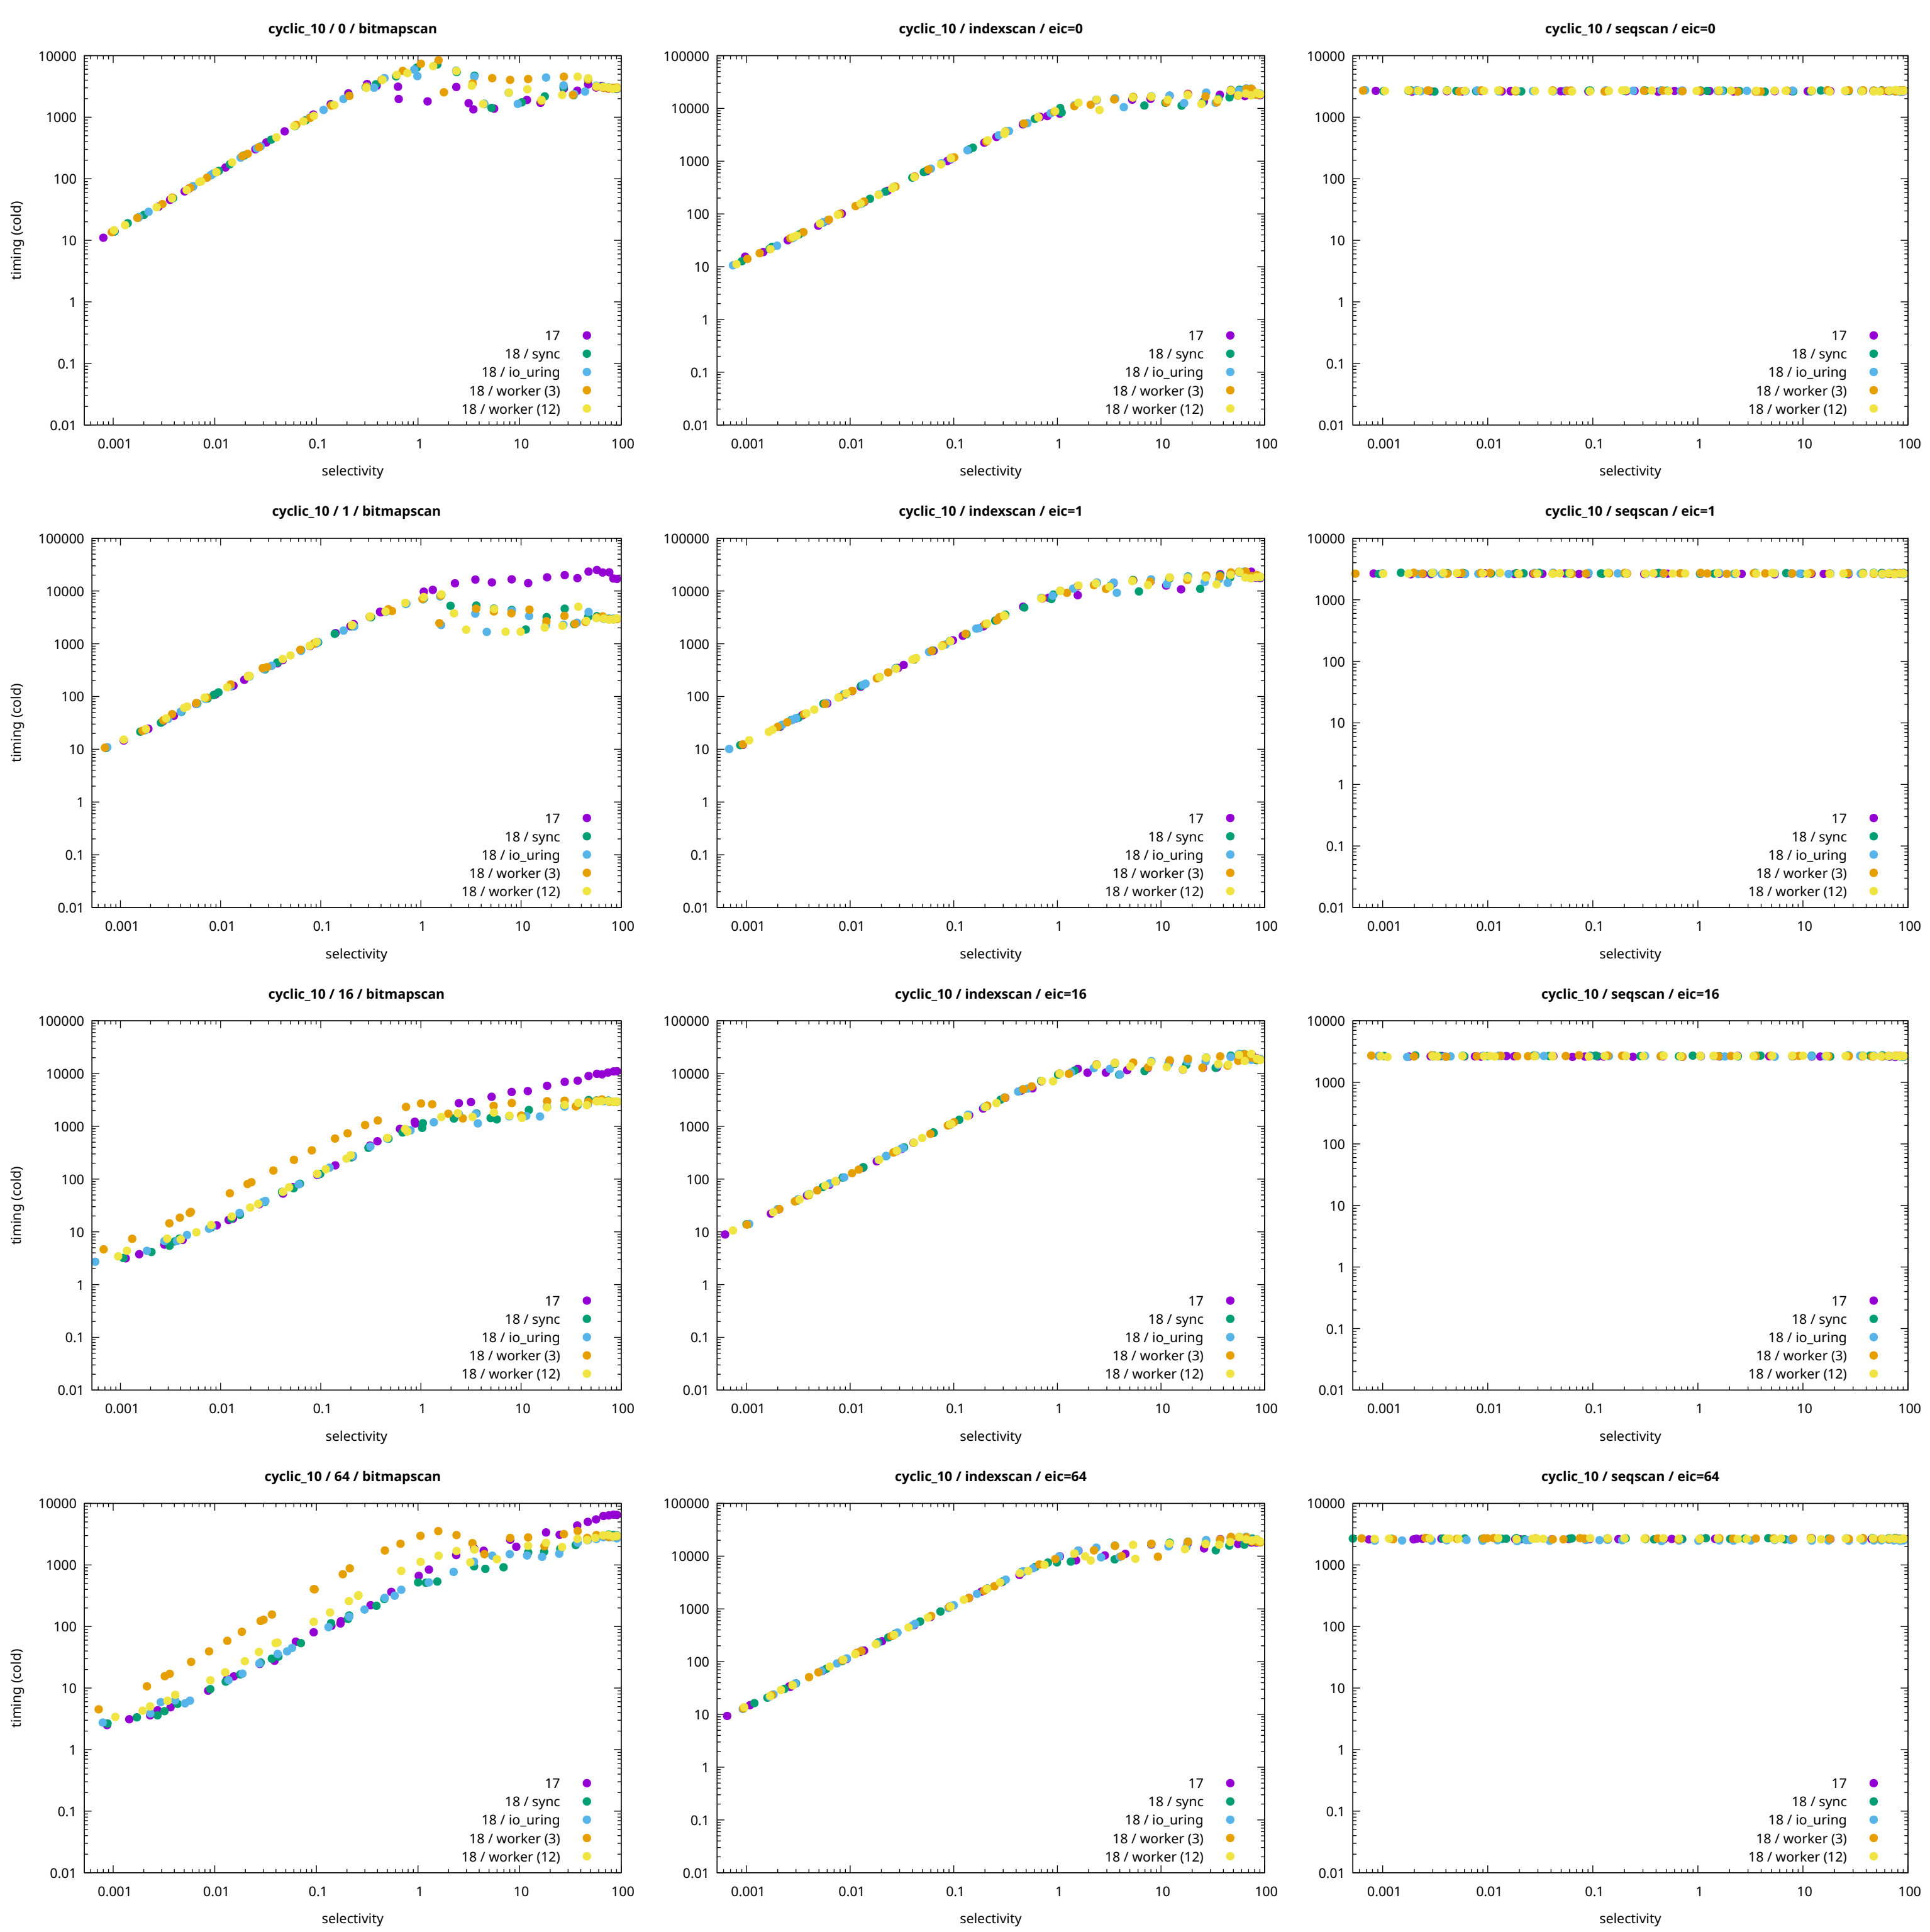 cyclic_10 / 0 / bitmapscan
timing (cold)
10000
1000
100
10
1
0.1
0.01
17
18 / sync
18 / io_uring
18 / worker (3)
18 / worker (12)
0.001 0.01 0.1 1 10 100
selectivity
cyclic_10 / indexscan / eic=0
100000
10000
1000
100
10
1
0.1
0.01
17
18 / sync
18 / io_uring
18 / worker (3)
18 / worker (12)
0.001 0.01 0.1 1 10 100
selectivity
cyclic_10 / seqscan / eic=0
10000
1000
100
10
1
0.1
0.01
17
18 / sync
18 / io_uring
18 / worker (3)
18 / worker (12)
0.001 0.01 0.1 1 10 100
selectivity
cyclic_10 / 1 / bitmapscan
timing (cold)
100000
10000
1000
100
10
1
0.1
0.01
17
18 / sync
18 / io_uring
18 / worker (3)
18 / worker (12)
0.001 0.01 0.1 1 10 100
selectivity
cyclic_10 / indexscan / eic=1
100000
10000
1000
100
10
1
0.1
0.01
17
18 / sync
18 / io_uring
18 / worker (3)
18 / worker (12)
0.001 0.01 0.1 1 10 100
selectivity
cyclic_10 / seqscan / eic=1
10000
1000
100
10
1
0.1
0.01
17
18 / sync
18 / io_uring
18 / worker (3)
18 / worker (12)
0.001 0.01 0.1 1 10 100
selectivity
cyclic_10 / 16 / bitmapscan
timing (cold)
100000
10000
1000
100
10
1
0.1
0.01
17
18 / sync
18 / io_uring
18 / worker (3)
18 / worker (12)
0.001 0.01 0.1 1 10 100
selectivity
cyclic_10 / indexscan / eic=16
100000
10000
1000
100
10
1
0.1
0.01
17
18 / sync
18 / io_uring
18 / worker (3)
18 / worker (12)
0.001 0.01 0.1 1 10 100
selectivity
cyclic_10 / seqscan / eic=16
10000
1000
100
10
1
0.1
0.01
17
18 / sync
18 / io_uring
18 / worker (3)
18 / worker (12)
0.001 0.01 0.1 1 10 100
selectivity
cyclic_10 / 64 / bitmapscan
timing (cold)
10000
1000
100
10
1
0.1
0.01
17
18 / sync
18 / io_uring
18 / worker (3)
18 / worker (12)
0.001 0.01 0.1 1 10 100
selectivity
cyclic_10 / indexscan / eic=64
100000
10000
1000
100
10
1
0.1
0.01
17
18 / sync
18 / io_uring
18 / worker (3)
18 / worker (12)
0.001 0.01 0.1 1 10 100
selectivity
cyclic_10 / seqscan / eic=64
10000
1000
100
10
1
0.1
0.01
17
18 / sync
18 / io_uring
18 / worker (3)
18 / worker (12)
0.001 0.01 0.1 1 10 100
selectivity